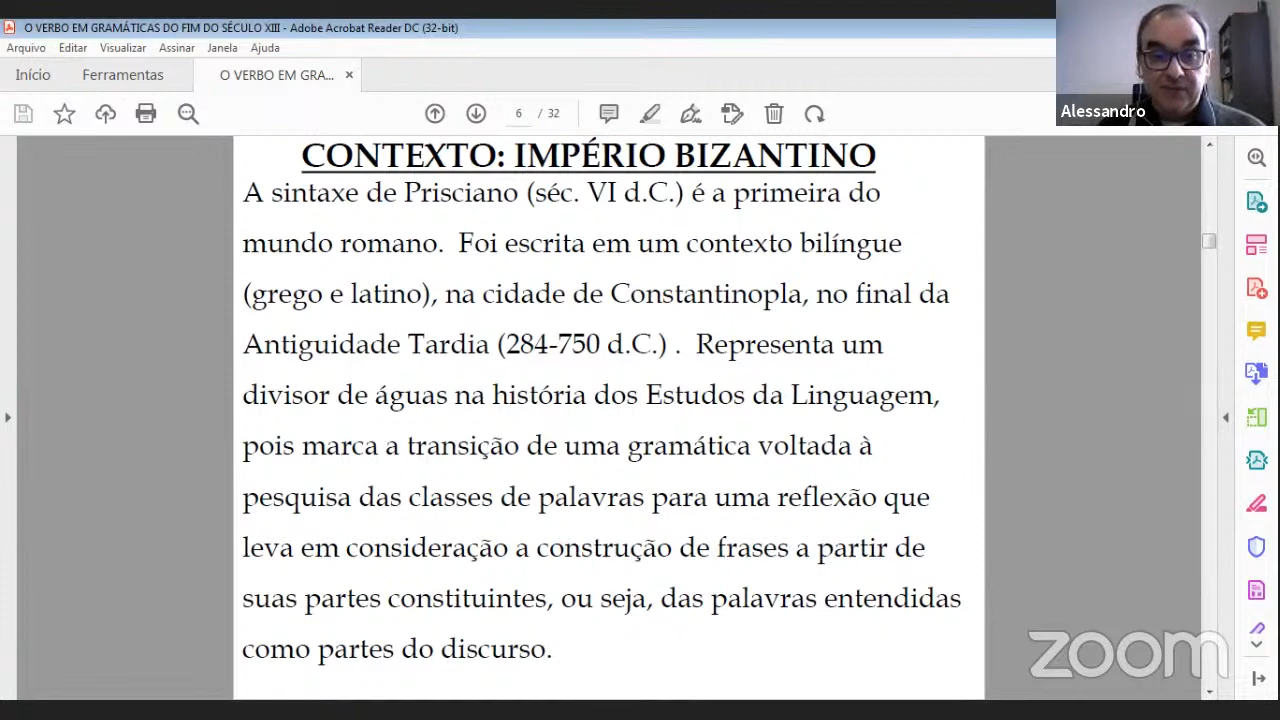 O VERBO EM GRAMÁTICAS DO FIM DO SÉCULO XIII - Adobe Acrobat Reader DC (32-bit)
Arquivo Editar Visualizar Assinar Janela Ajuda
Início Ferramentas O VERBO EM GRA... ×
6 / 32
Alessandro
CONTEXTO: IMPÉRIO BIZANTINO
A sintaxe de Prisciano (séc. VI d.C.) é a primeira do
mundo romano. Foi escrita em um contexto bilíngue
(grego e latino), na cidade de Constantinopla, no final da
Antiguidade Tardia (284-750 d.C.) . Representa um
divisor de águas na história dos Estudos da Linguagem,
pois marca a transição de uma gramática voltada à
pesquisa das classes de palavras para uma reflexão que
leva em consideração a construção de frases a partir de
suas partes constituintes, ou seja, das palavras entendidas
como partes do discurso.
zoom